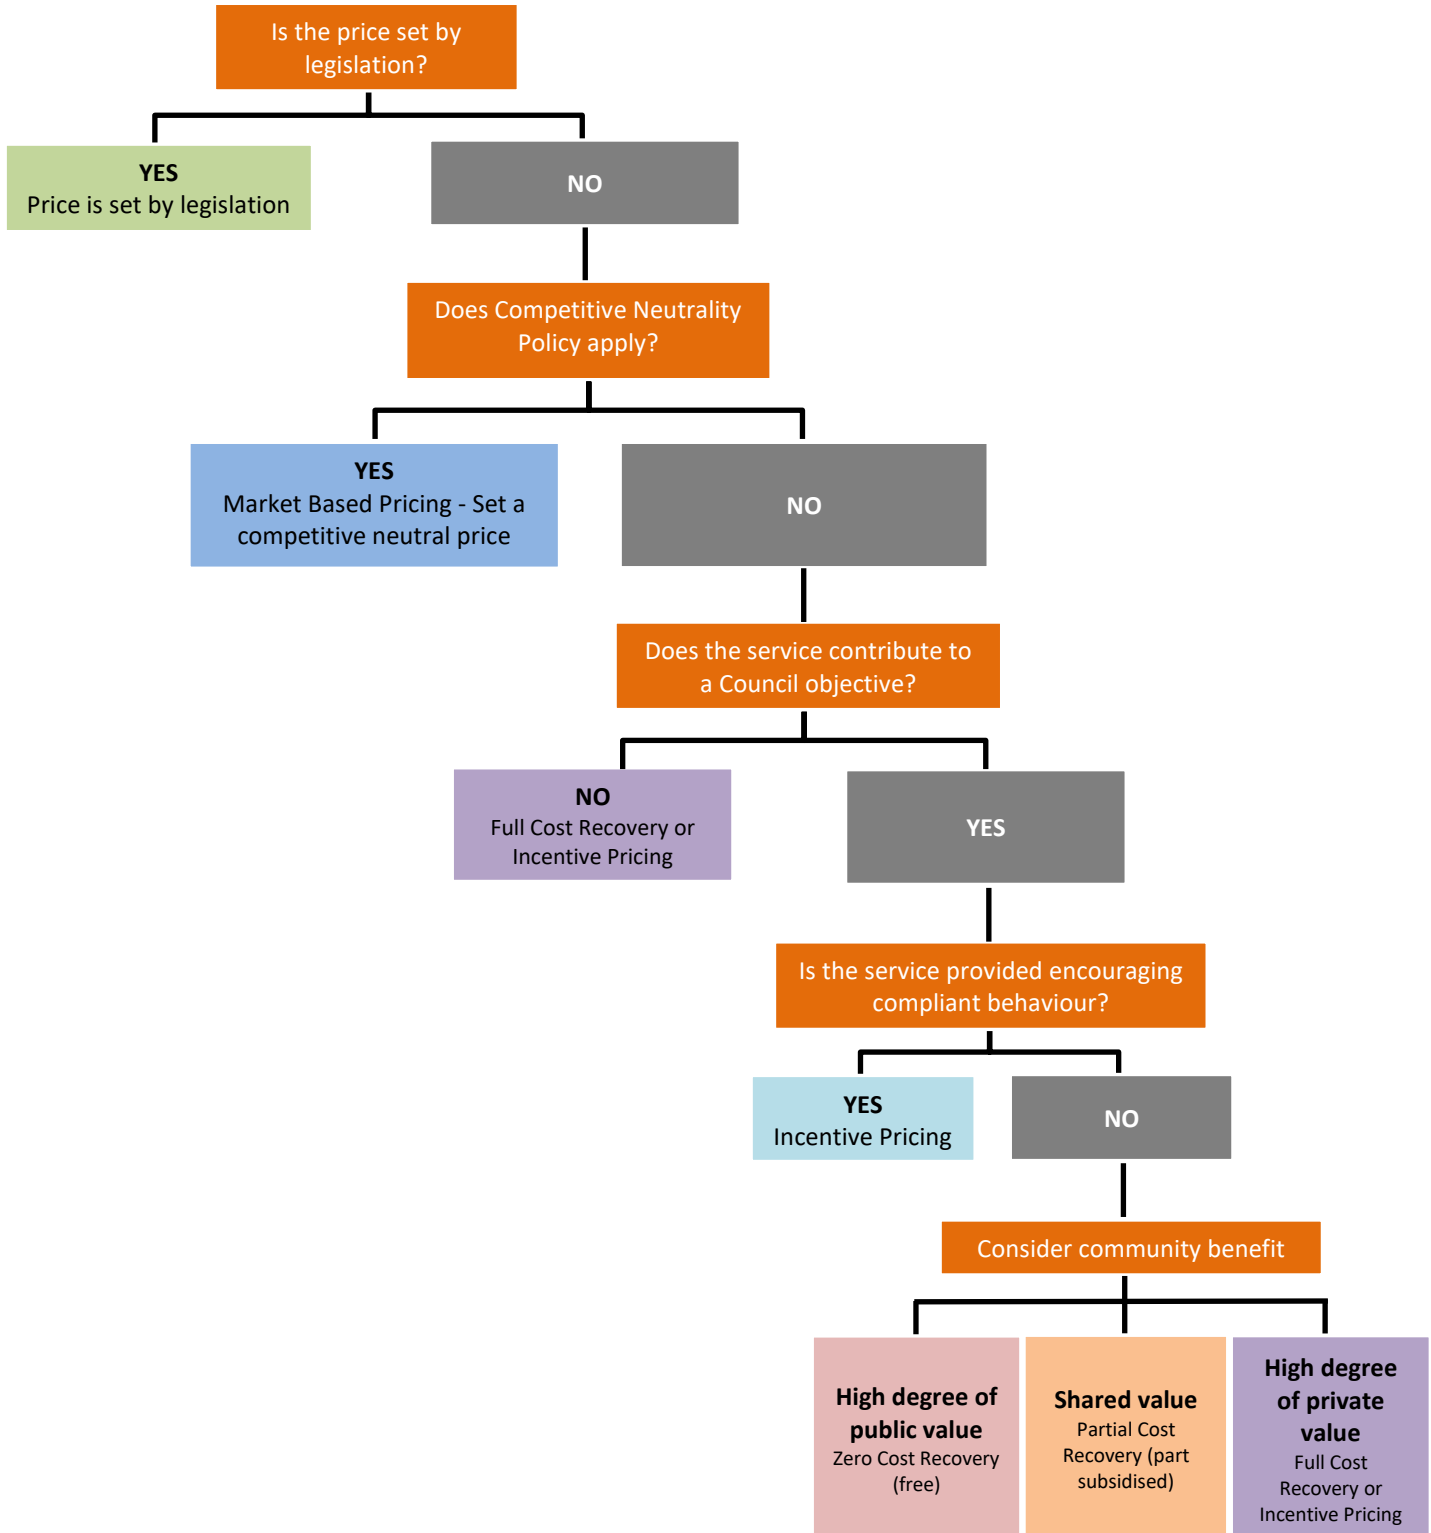 Is the price set by
legislation?
YES
Price is set by legislation
NO
Does Competitive Neutrality
Policy apply?
YES
Market Based Pricing - Set a
competitive neutral price
NO
Does the service contribute to
a Council objective?
NO
Full Cost Recovery or
Incentive Pricing
YES
Is the service provided encouraging
compliant behaviour?
YES
Incentive Pricing
NO
Consider community benefit
High degree of
public value
Zero Cost Recovery
(free)
Shared value
Partial Cost
Recovery (part
subsidised)
High degree
of private
value
Full Cost
Recovery or
Incentive Pricing